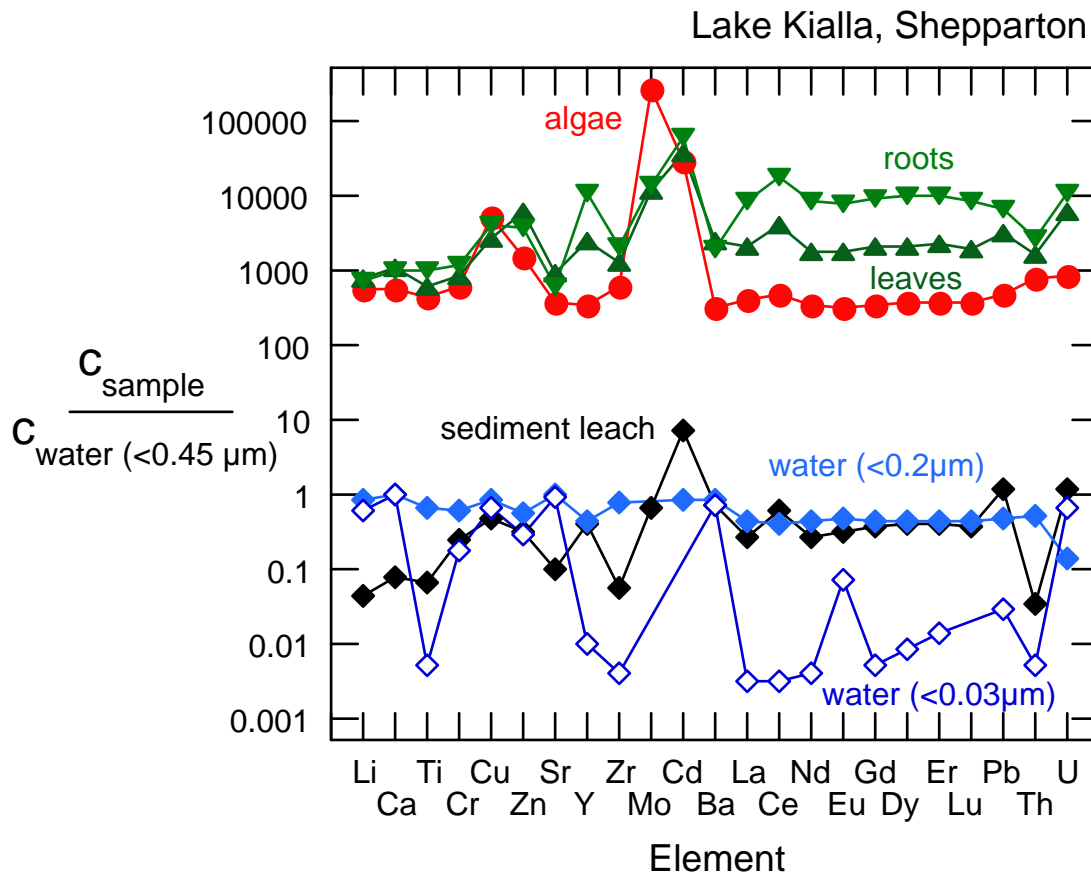 Lake Kialla, Shepparton
algae
100000
roots
10000
1000
leaves
100
c sample
c water (<0.45 µm)
10
sediment leach
water (<0.2µm)
1
0.1
0.01
water (<0.03µm)
0.001
Li Ti Cu Sr Zr Cd La Nd Gd Er Pb U
Ca Cr Zn Y Mo Ba Ce Eu Dy Lu Th
Element